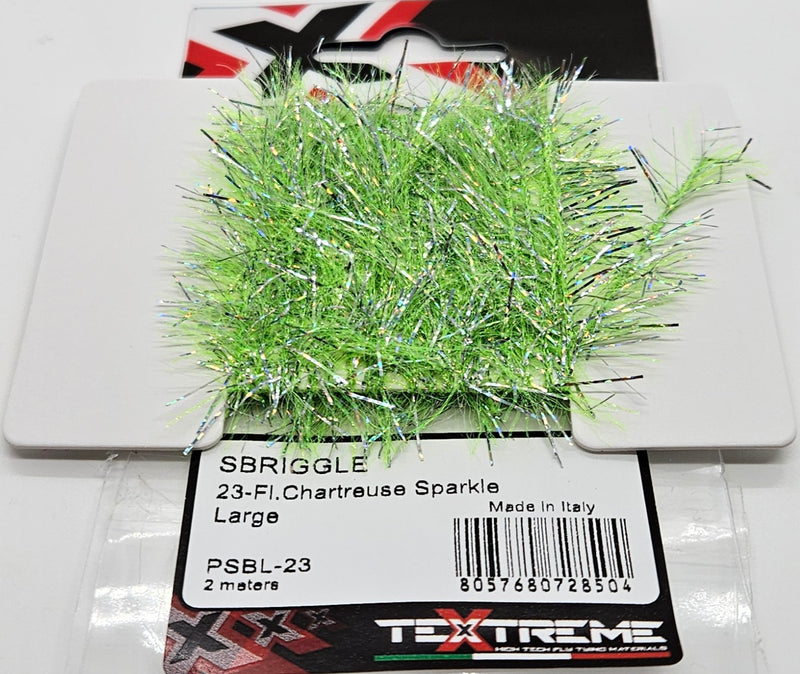 SBRIGGLE
23-Fl.Chartreuse Sparkle
Large
Made in Italy
PSBL-23
2 meters
8057680728504
TEXTREME
HIGH TECH FLY TYING MATERIALS